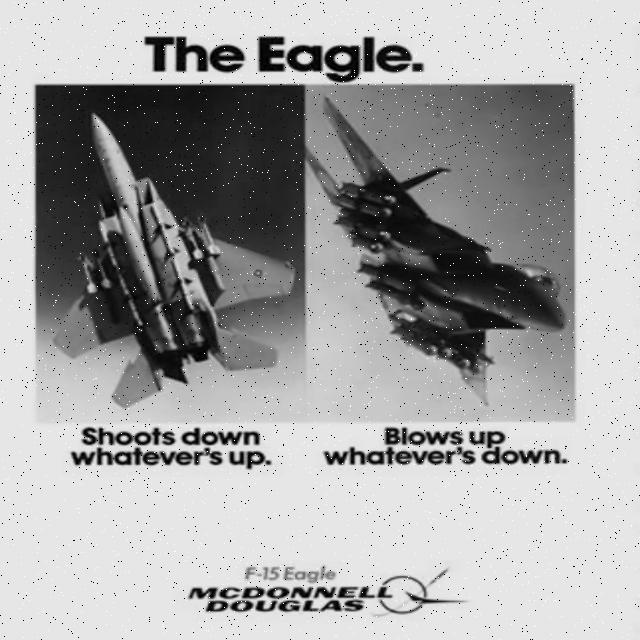 The Eagle.
Shoots down
whatever's up.
Blows up
whatever's down.
F-15 Eagle
MCDONNELL
DOUGLAS